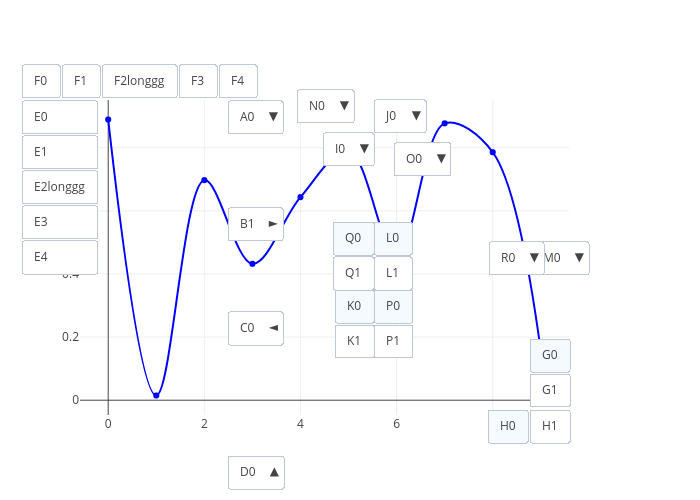 F0 F1 F2longgg F3 F4
N0 ▼
E0 A0 ▼ J0 ▼
E1 I0 ▼ O0 ▼
E2longgg
E3 B1 ►
Q0 L0
E4 R0 ▼ M0 ▼
0.4 Q1 L1
K0 P0
C0 ◄
0.2 K1 P1
G0
G1
0
0 2 4 6 H0 H1
D0 ▲